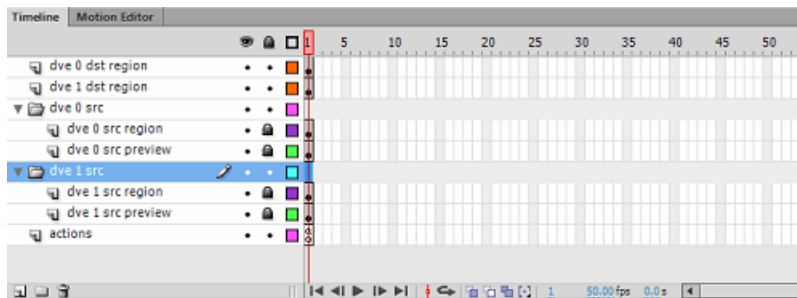 Timeline Motion Editor
1 5 10 15 20 25 30 35 40 45 50
dve 0 dst region
dve 1 dst region
dve 0 src
dve 0 src region
dve 0 src preview
dve 1 src
dve 1 src region
dve 1 src preview
actions
1 50.00 fps 0.0 s